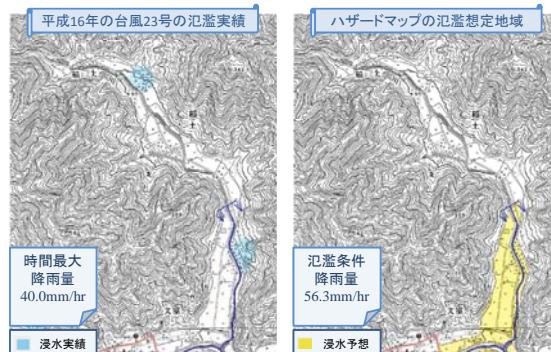 平成16年の台風23号の氾濫実績
ハザードマップの氾濫想定地域
時間最大
降雨量
40.0mm/hr
浸水実績
氾濫条件
降雨量
56.3mm/hr
浸水予想